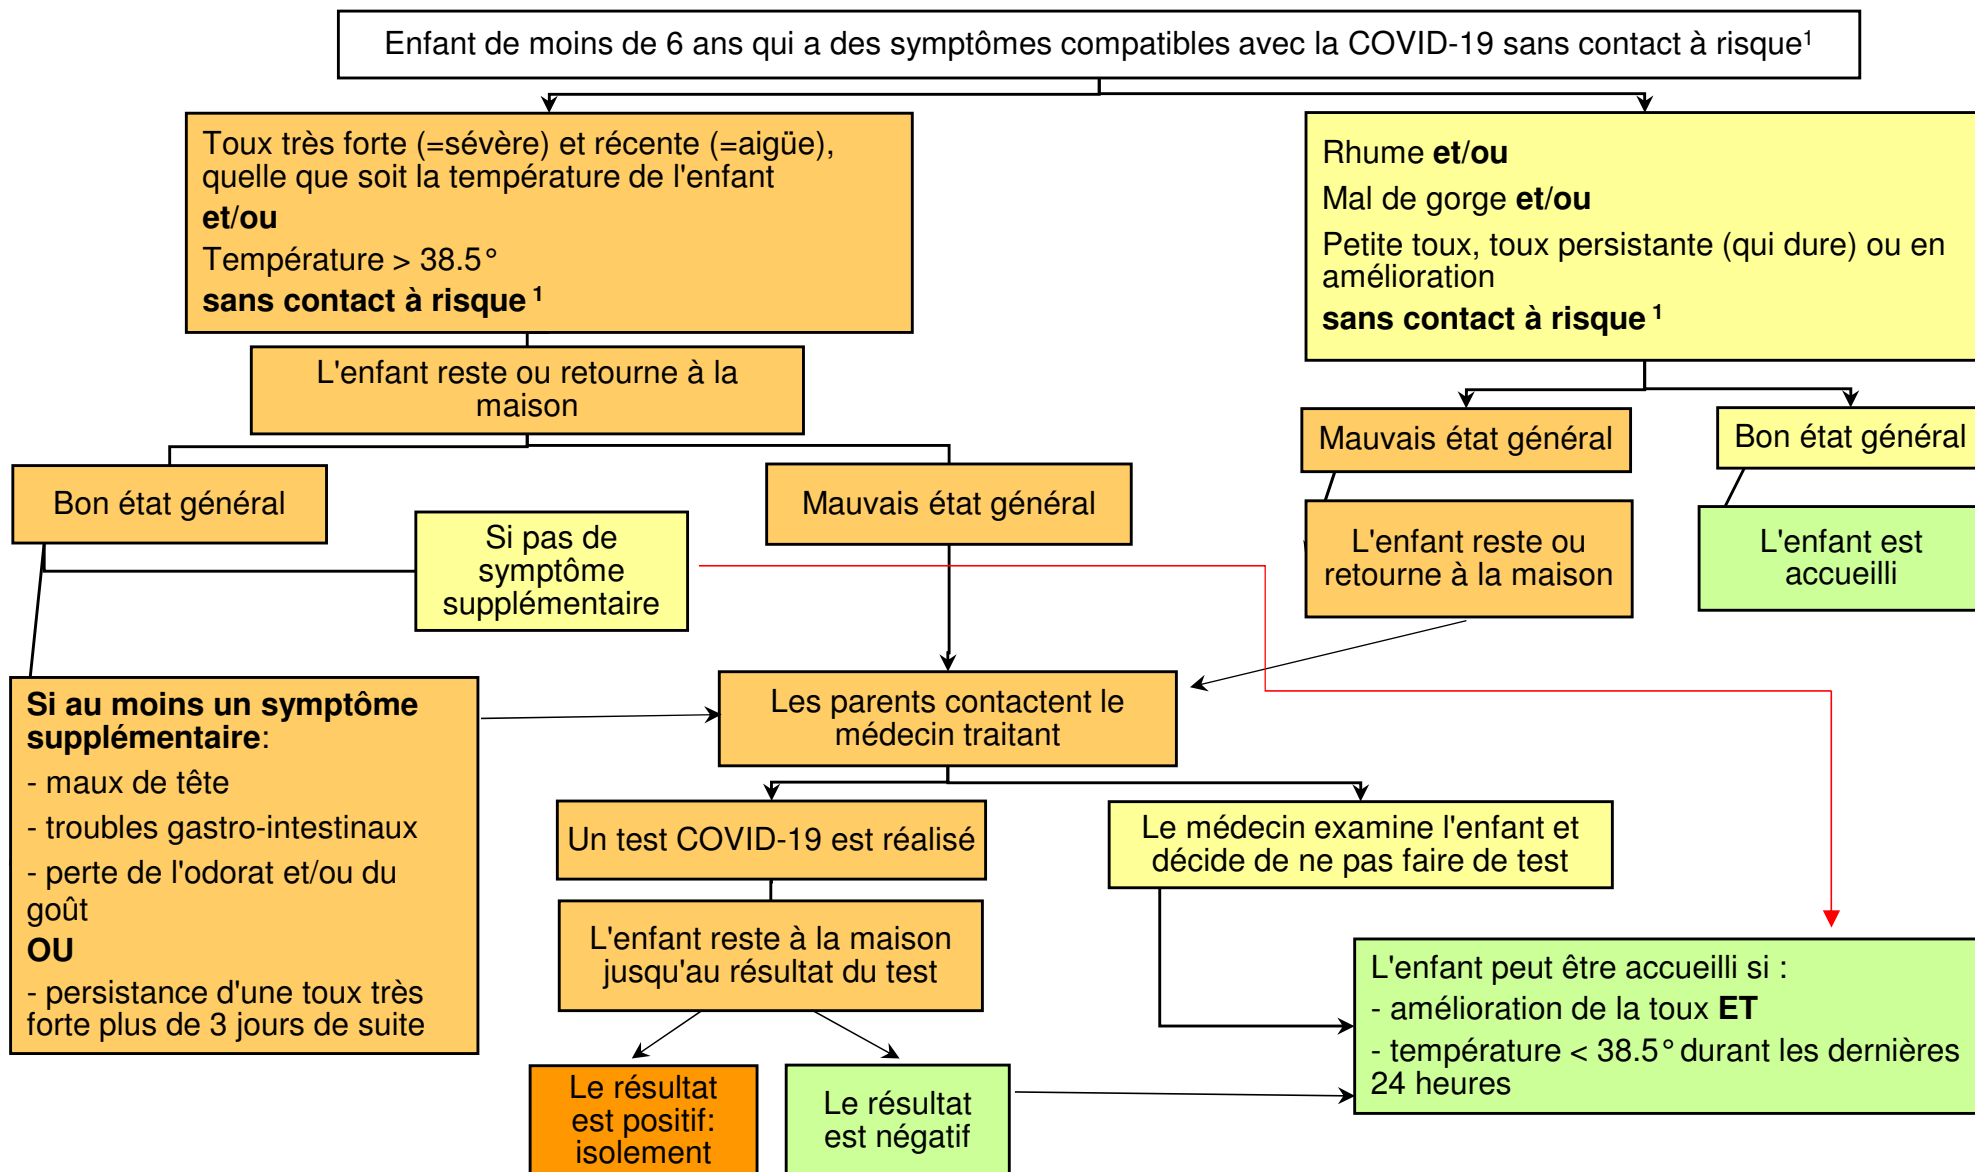 Enfant de moins de 6 ans qui a des symptômes compatibles avec la COVID-19 sans contact à risque¹
Toux très forte (=sévère) et récente (=aigüe),
quelle que soit la température de l'enfant
et/ou
Température > 38.5°
sans contact à risque ¹
Rhume et/ou
Mal de gorge et/ou
Petite toux, toux persistante (qui dure) ou en
amélioration
sans contact à risque ¹
L'enfant reste ou retourne à la
maison
Mauvais état général
Bon état général
Bon état général
Mauvais état général
Si pas de
symptôme
supplémentaire
L'enfant reste ou
retourne à la maison
L'enfant est
accueilli
Si au moins un symptôme
supplémentaire:
- maux de tête
- troubles gastro-intestinaux
- perte de l'odorat et/ou du
goût
OU
- persistance d'une toux très
forte plus de 3 jours de suite
Les parents contactent le
médecin traitant
Un test COVID-19 est réalisé
Le médecin examine l'enfant et
décide de ne pas faire de test
L'enfant reste à la maison
jusqu'au résultat du test
L'enfant peut être accueilli si :
- amélioration de la toux ET
- température < 38.5° durant les dernières
24 heures
Le résultat
est positif:
isolement
Le résultat
est négatif